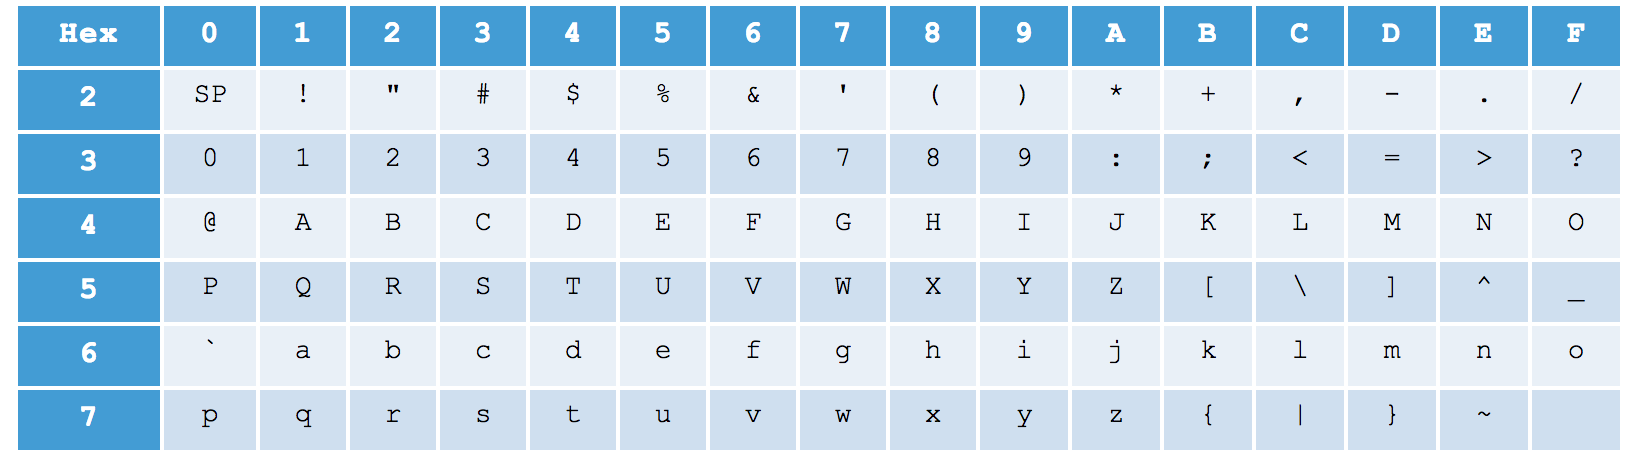 Hex 0 1 2 3 4 5 6 7 8 9 A B C D E F
2 SP ! " # $ % & ' ( ) * + , - . /
3 0 1 2 3 4 5 6 7 8 9 : ; < = > ?
4 @ A B C D E F G H I J K L M N O
5 P Q R S T U V W X Y Z [ \ ] ^ _
6 ` a b c d e f g h i j k l m n o
7 p q r s t u v w x y z { | } ~